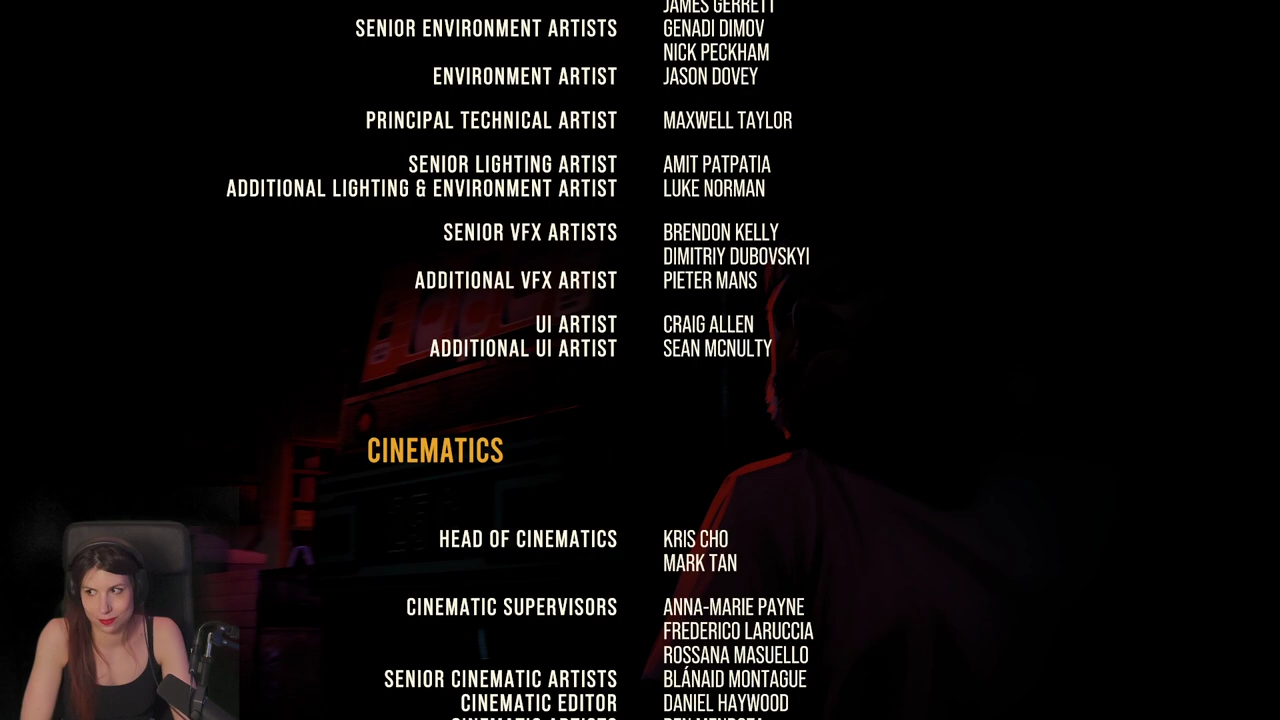 JAMES GERRETT
SENIOR ENVIRONMENT ARTISTS GENADI DIMOV
NICK PECKHAM
ENVIRONMENT ARTIST JASON DOVEY
PRINCIPAL TECHNICAL ARTIST MAXWELL TAYLOR
SENIOR LIGHTING ARTIST AMIT PATPATIA
ADDITIONAL LIGHTING & ENVIRONMENT ARTIST LUKE NORMAN
SENIOR VFX ARTISTS BRENDON KELLY
DIMITRIY DUBOVSKYI
ADDITIONAL VFX ARTIST PIETER MANS
UI ARTIST CRAIG ALLEN
ADDITIONAL UI ARTIST SEAN MCNULTY
CINEMATICS
HEAD OF CINEMATICS KRIS CHO
MARK TAN
CINEMATIC SUPERVISORS ANNA-MARIE PAYNE
FREDERICO LARUCCIA
ROSSANA MASUELLO
SENIOR CINEMATIC ARTISTS BLÁNAID MONTAGUE
CINEMATIC EDITOR DANIEL HAYWOOD
CINEMATIC ARTISTS BEN MENDOZA